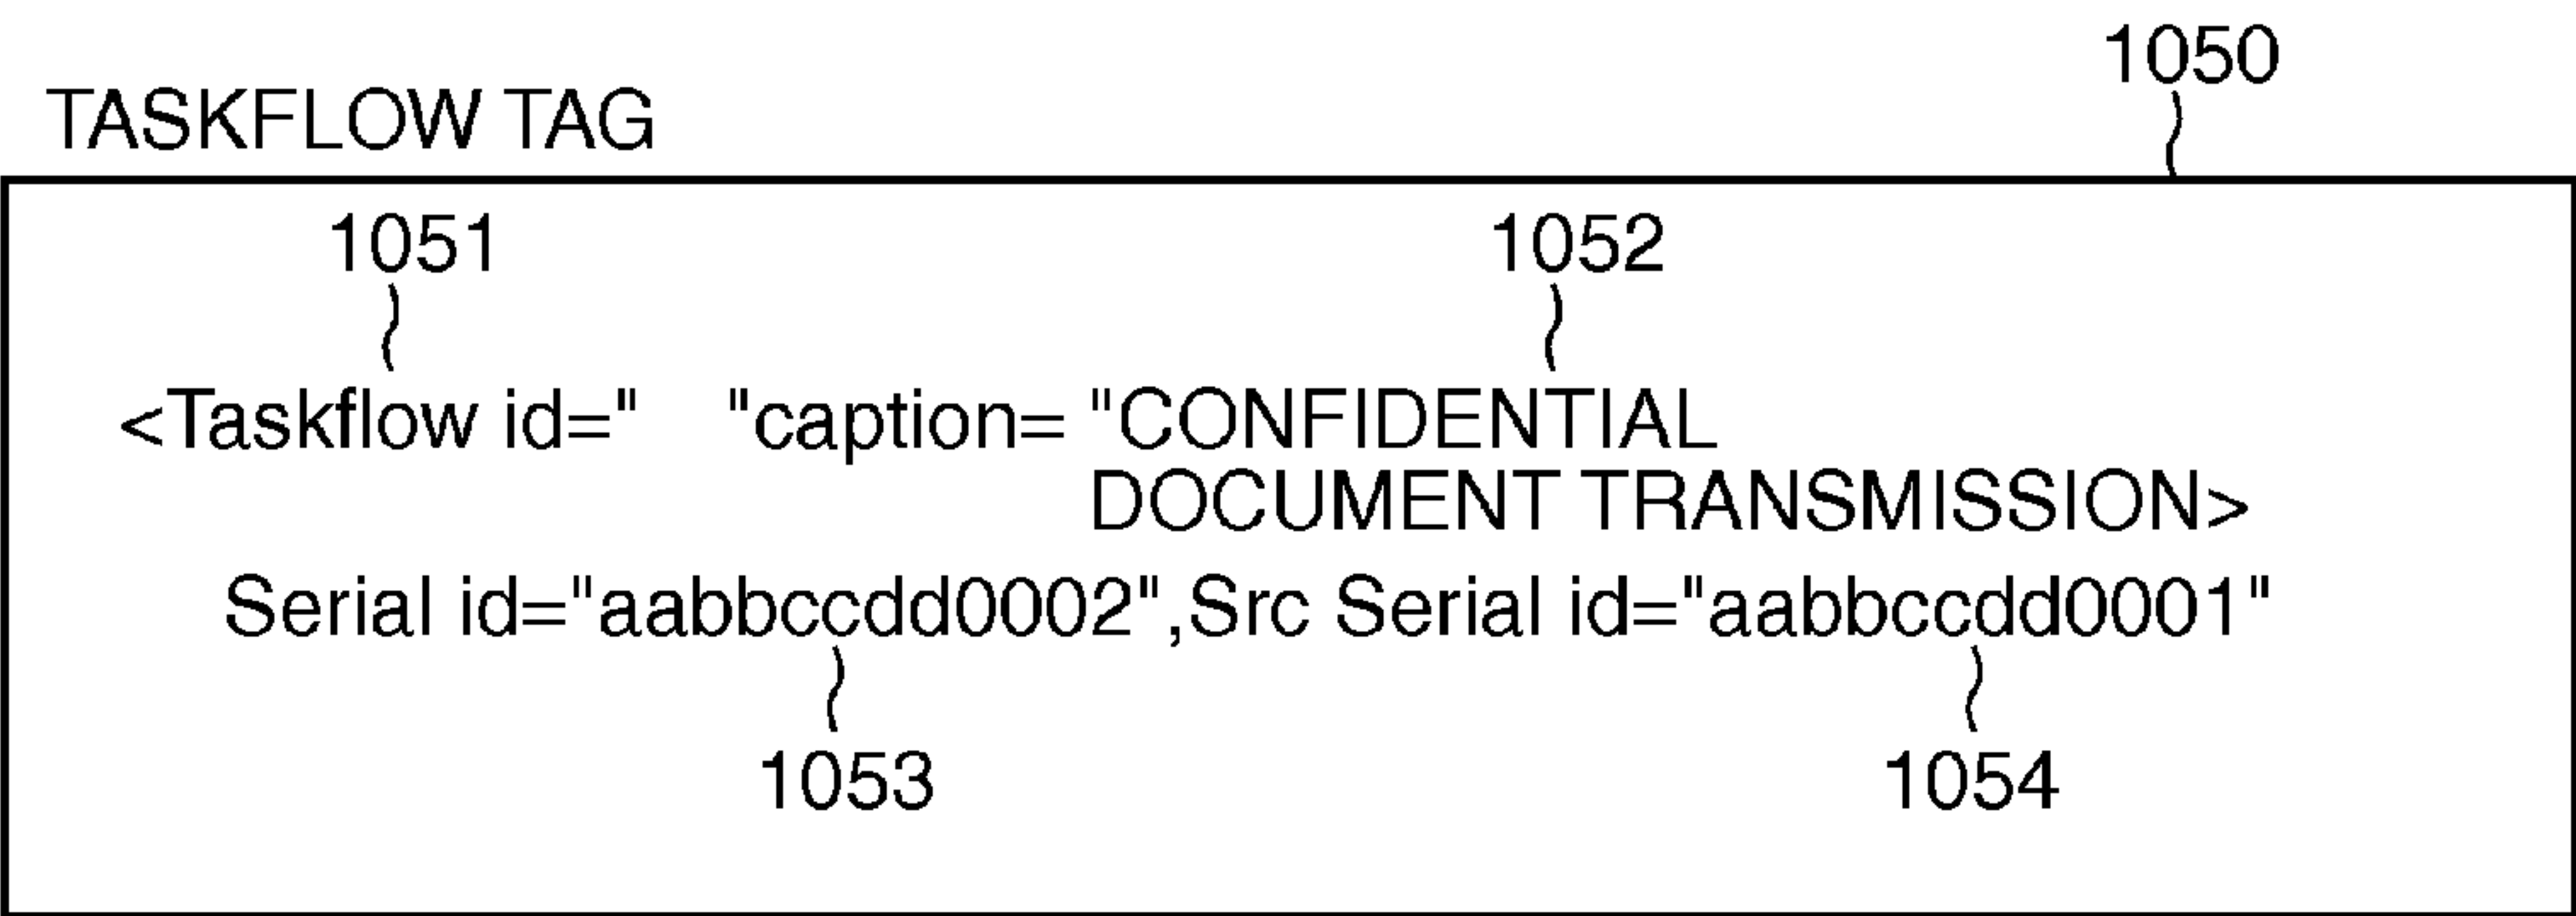 1050
TASKFLOW TAG
1051
1052
<Taskflow id="    "caption= "CONFIDENTIAL
DOCUMENT TRANSMISSION>
Serial id="aabbccdd0002",Src Serial id="aabbccdd0001"
1053
1054